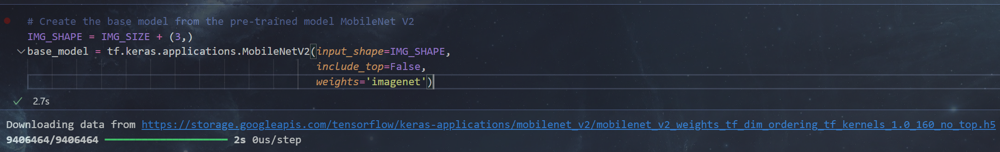 # Create the base model from the pre-trained model MobileNet V2
IMG_SHAPE = IMG_SIZE + (3,)
base_model = tf.keras.applications.MobileNetV2(input_shape=IMG_SHAPE,
include_top=False,
weights='imagenet')
2.7s
Downloading data from https://storage.googleapis.com/tensorflow/keras-applications/mobilenet_v2/mobilenet_v2_weights_tf_dim_ordering_tf_kernels_1.0_160_no_top.h5
9406464/9406464 ━━━━━━━━━━━━━━━━━━━━ 2s 0us/step